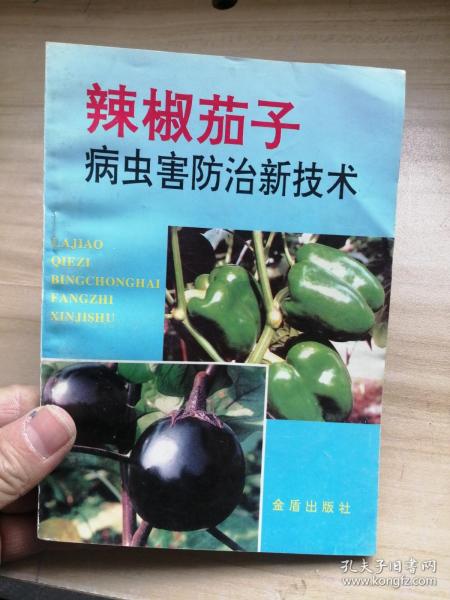 辣椒茄子
病虫害防治新技术
LAJIAO
QIEZI
BINGCHONGHAI
FANGZHI
XINJISHU
金盾出版社
孔夫子旧书网
www.kongfz.com